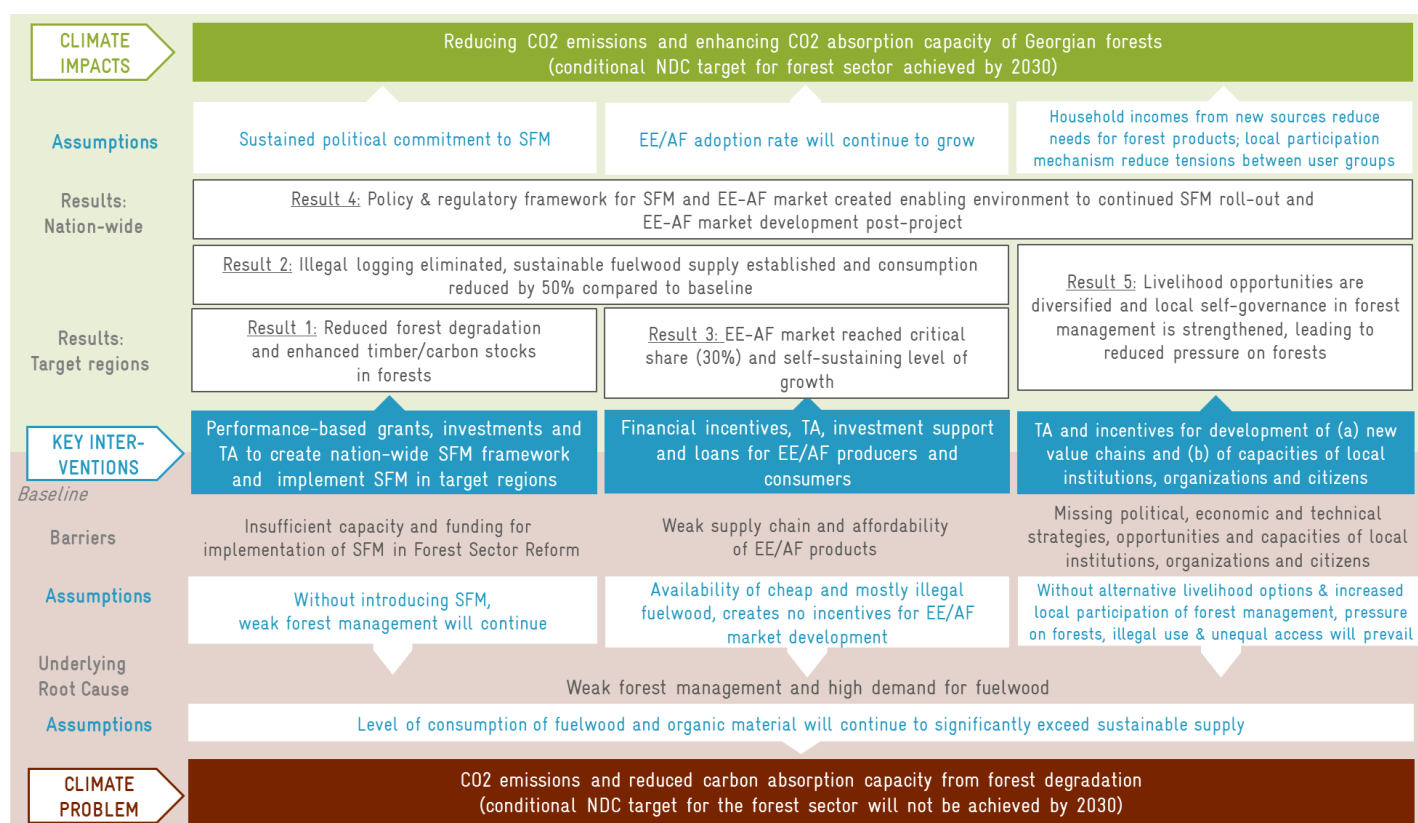 CLIMATE
IMPACTS
Reducing CO2 emissions and enhancing CO2 absorption capacity of Georgian forests
(conditional NDC target for forest sector achieved by 2030)
Assumptions
Sustained political commitment to SFM
EE/AF adoption rate will continue to grow
Household incomes from new sources reduce
needs for forest products; local participation
mechanism reduce tensions between user groups
Results:
Nation-wide
Result 4: Policy & regulatory framework for SFM and EE-AF market created enabling environment to continued SFM roll-out and
EE-AF market development post-project
Result 2: Illegal logging eliminated, sustainable fuelwood supply established and consumption
reduced by 50% compared to baseline
Result 5: Livelihood opportunities are
diversified and local self-governance in forest
management is strengthened, leading to
reduced pressure on forests
Results:
Target regions
Result 1: Reduced forest degradation
and enhanced timber/carbon stocks
in forests
Result 3: EE-AF market reached critical
share (30%) and self-sustaining level of
growth
KEY INTER-
VENTIONS
Performance-based grants, investments and
TA to create nation-wide SFM framework
and implement SFM in target regions
Financial incentives, TA, investment support
and loans for EE/AF producers and
consumers
TA and incentives for development of (a) new
value chains and (b) of capacities of local
institutions, organizations and citizens
Baseline
Barriers
Insufficient capacity and funding for
implementation of SFM in Forest Sector Reform
Weak supply chain and affordability
of EE/AF products
Missing political, economic and technical
strategies, opportunities and capacities of local
institutions, organizations and citizens
Assumptions
Without introducing SFM,
weak forest management will continue
Availability of cheap and mostly illegal
fuelwood, creates no incentives for EE/AF
market development
Without alternative livelihood options & increased
local participation of forest management, pressure
on forests, illegal use & unequal access will prevail
Underlying
Root Cause
Weak forest management and high demand for fuelwood
Assumptions
Level of consumption of fuelwood and organic material will continue to significantly exceed sustainable supply
CLIMATE
PROBLEM
CO2 emissions and reduced carbon absorption capacity from forest degradation
(conditional NDC target for the forest sector will not be achieved by 2030)